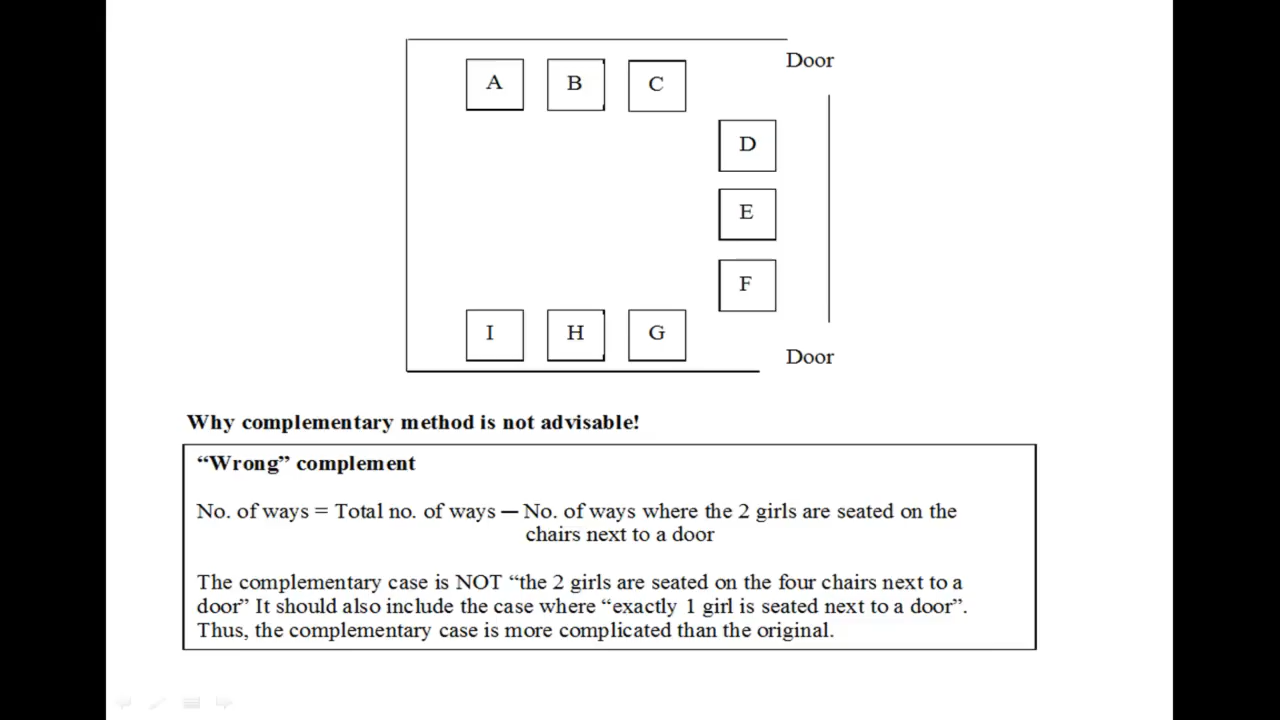 Door
A B C
D
E
F
I H G
Door
Why complementary method is not advisable!
“Wrong” complement
No. of ways = Total no. of ways – No. of ways where the 2 girls are seated on the
chairs next to a door
The complementary case is NOT “the 2 girls are seated on the four chairs next to a
door” It should also include the case where “exactly 1 girl is seated next to a door”.
Thus, the complementary case is more complicated than the original.